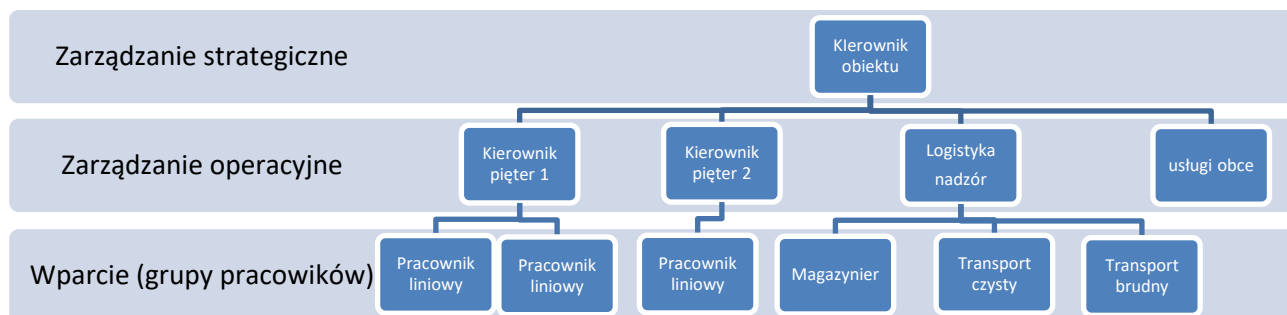 Zarządzanie strategiczne
KIerownik
obiektu
Zarządzanie operacyjne
Kierownik
pięter 1
Kierownik
pięter 2
Logistyka
nadzór
usługi obce
Wparcie (grupy pracowików)
Pracownik
liniowy
Pracownik
liniowy
Pracownik
liniowy
Magazynier
Transport
czysty
Transport
brudny